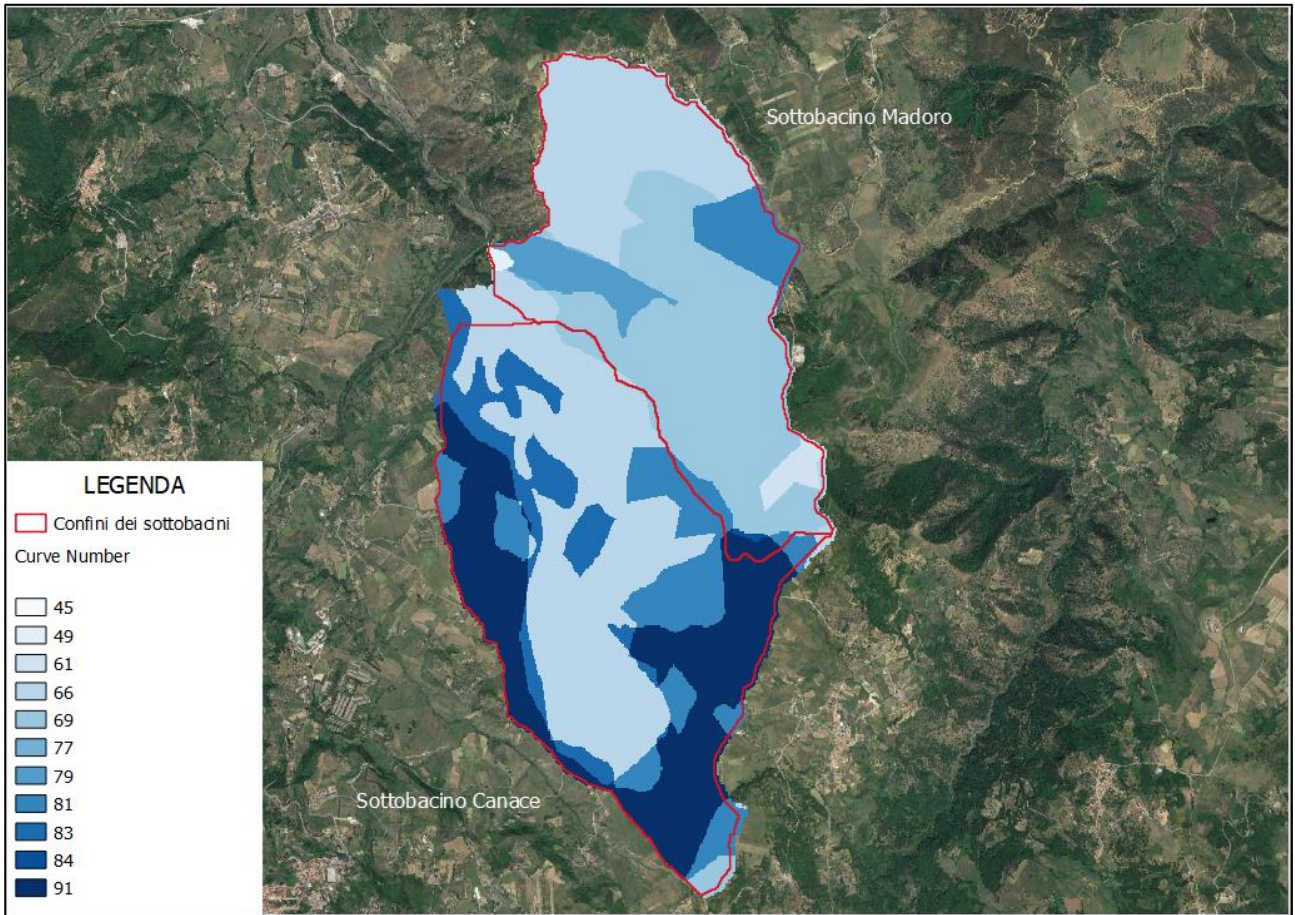 Sottobacino Madoro
LEGENDA
Confini dei sottobacini
Curve Number
45
49
61
66
69
77
79
81
83
84
91
Sottobacino Canace